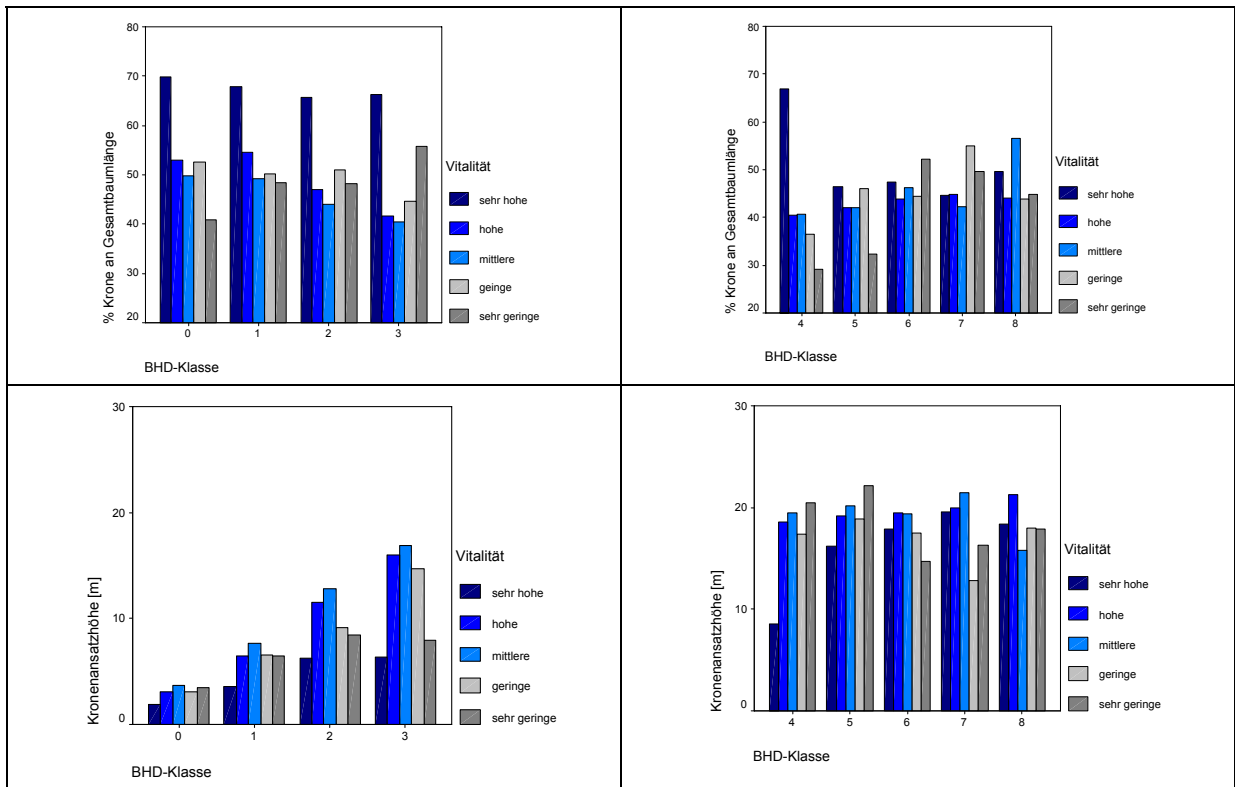 80
70
60
50
40
30
20
% Krone an Gesamtbaumlänge
0 1 2 3
BHD-Klasse
Vitalität
sehr hohe
hohe
mittlere
geinge
sehr geringe
80
70
60
50
40
30
20
% Krone an Gesamtbaumlänge
4 5 6 7 8
BHD-Klasse
Vitalität
sehr hohe
hohe
mittlere
geringe
sehr geringe
30
20
10
0
Kronenansatzhöhe [m]
0 1 2 3
BHD-Klasse
Vitalität
sehr hohe
hohe
mittlere
geringe
sehr geringe
30
20
10
0
Kronenansatzhöhe [m]
4 5 6 7 8
BHD-Klasse
Vitalität
sehr hohe
hohe
mittlere
geringe
sehr geringe